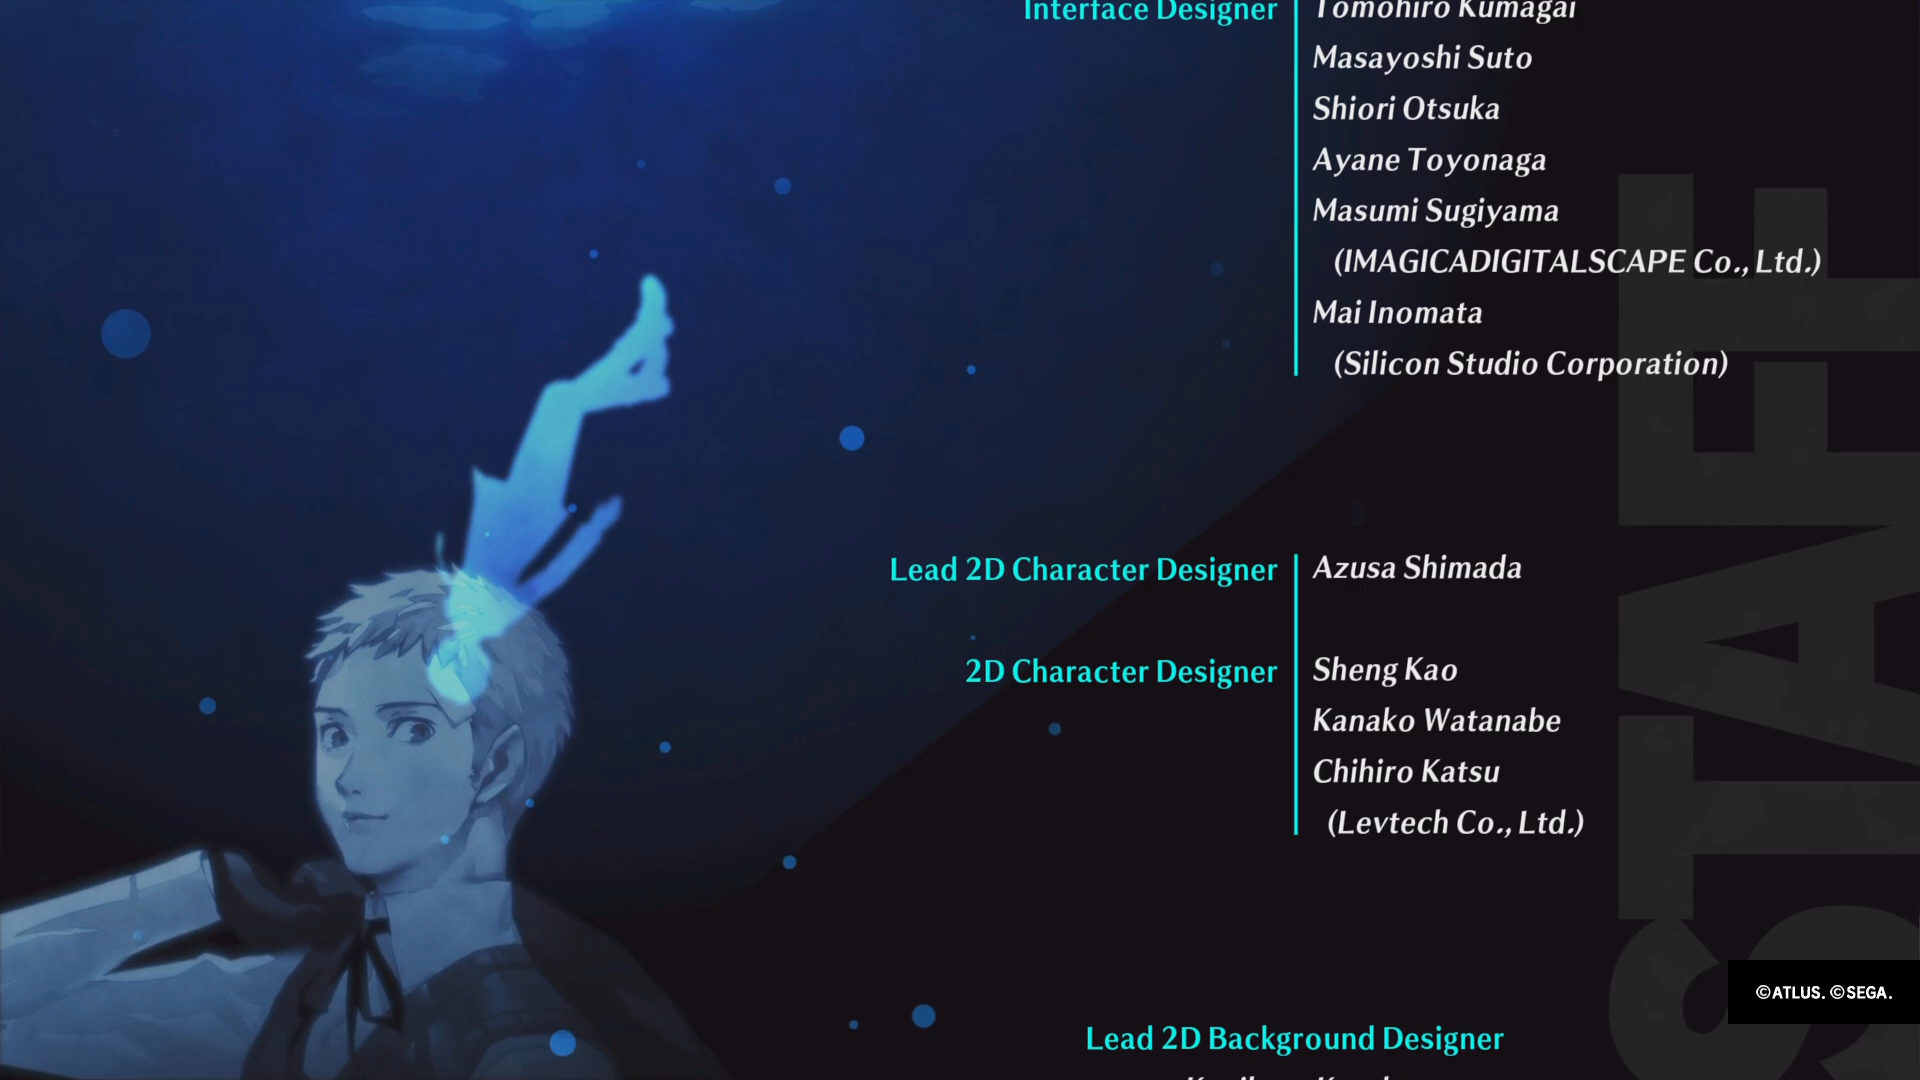 Interface Designer
Tomohiro Kumagai
Masayoshi Suto
Shiori Otsuka
Ayane Toyonaga
Masumi Sugiyama
(IMAGICADIGITALSCAPE Co., Ltd.)
Mai Inomata
(Silicon Studio Corporation)
Lead 2D Character Designer
Azusa Shimada
2D Character Designer
Sheng Kao
Kanako Watanabe
Chihiro Katsu
(Levtech Co., Ltd.)
Lead 2D Background Designer
STAFF
©ATLUS. ©SEGA.